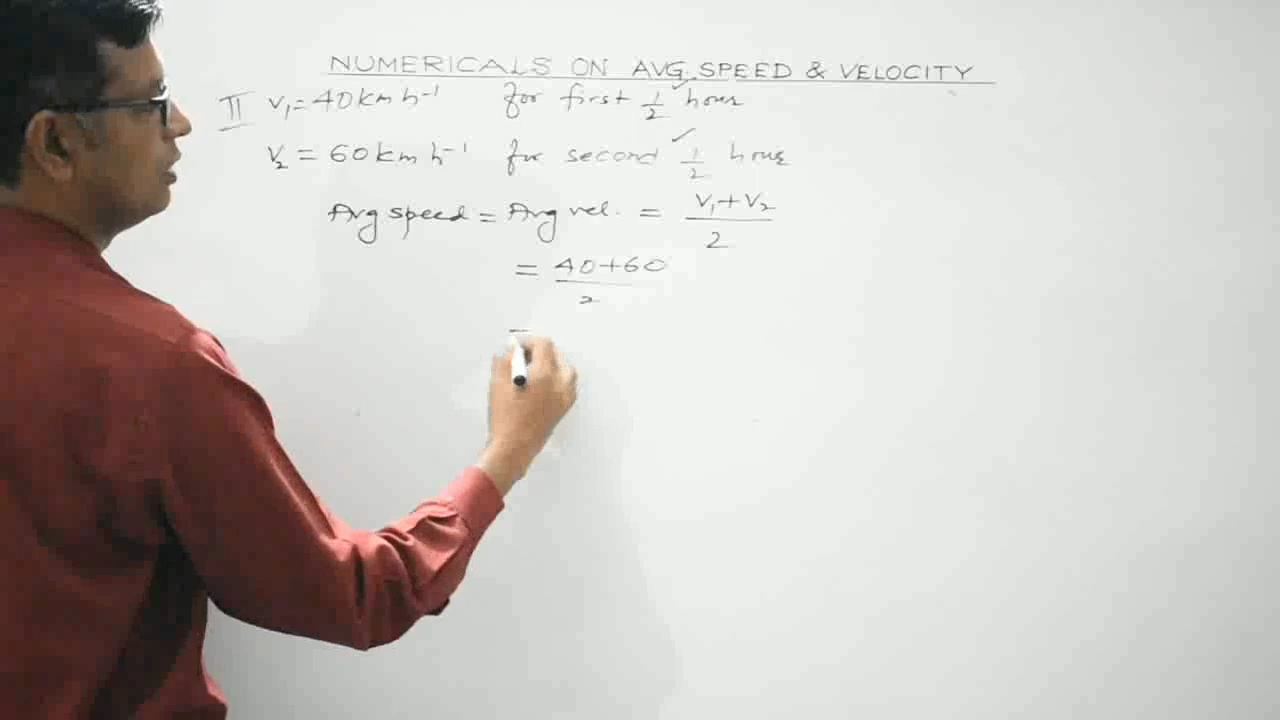 NUMERICALS ON AVG. SPEED & VELOCITY
II V₁ = 40 km h⁻¹ for first 1/2 hour
V₂ = 60 km h⁻¹ for second 1/2 hour
Avg speed = Avg vel. = V₁+V₂/2
= 40+60/2